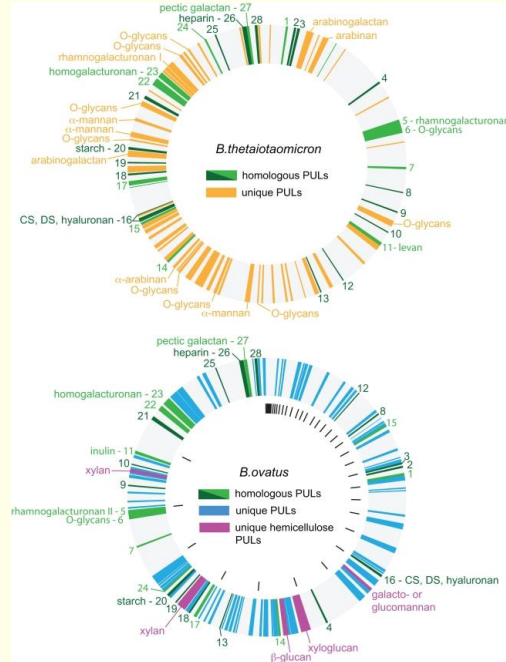 pectic galactan - 27
heparin - 26
28
25
24
1
23
O-glycans
O-glycans
rhamnogalacturonan I
homogalacturonan - 23
22
21
O-glycans
α-mannan
α-mannan
O-glycans
starch - 20
arabinogalactan
19
18
17
CS, DS, hyaluronan -16
15
14
α-arabinan
O-glycans
O-glycans
α-mannan
O-glycans
13
12
11- levan
10
O-glycans
9
8
7
5 - rhamnogalacturonan
6 - O-glycans
4
arabinan
arabinogalactan
B.thetaiotaomicron
homologous PULs
unique PULs
pectic galactan - 27
heparin - 26
28
25
homogalacturonan - 23
22
21
inulin - 11
10
xylan
9
rhamnogalacturonan II - 5
O-glycans - 6
7
24
starch - 20
19
xylan
18
17
13
14
β-glucan
xyloglucan
4
galacto- or
glucomannan
16 - CS, DS, hyaluronan
1
2
3
15
8
12
B.ovatus
homologous PULs
unique PULs
unique hemicellulose
PULs